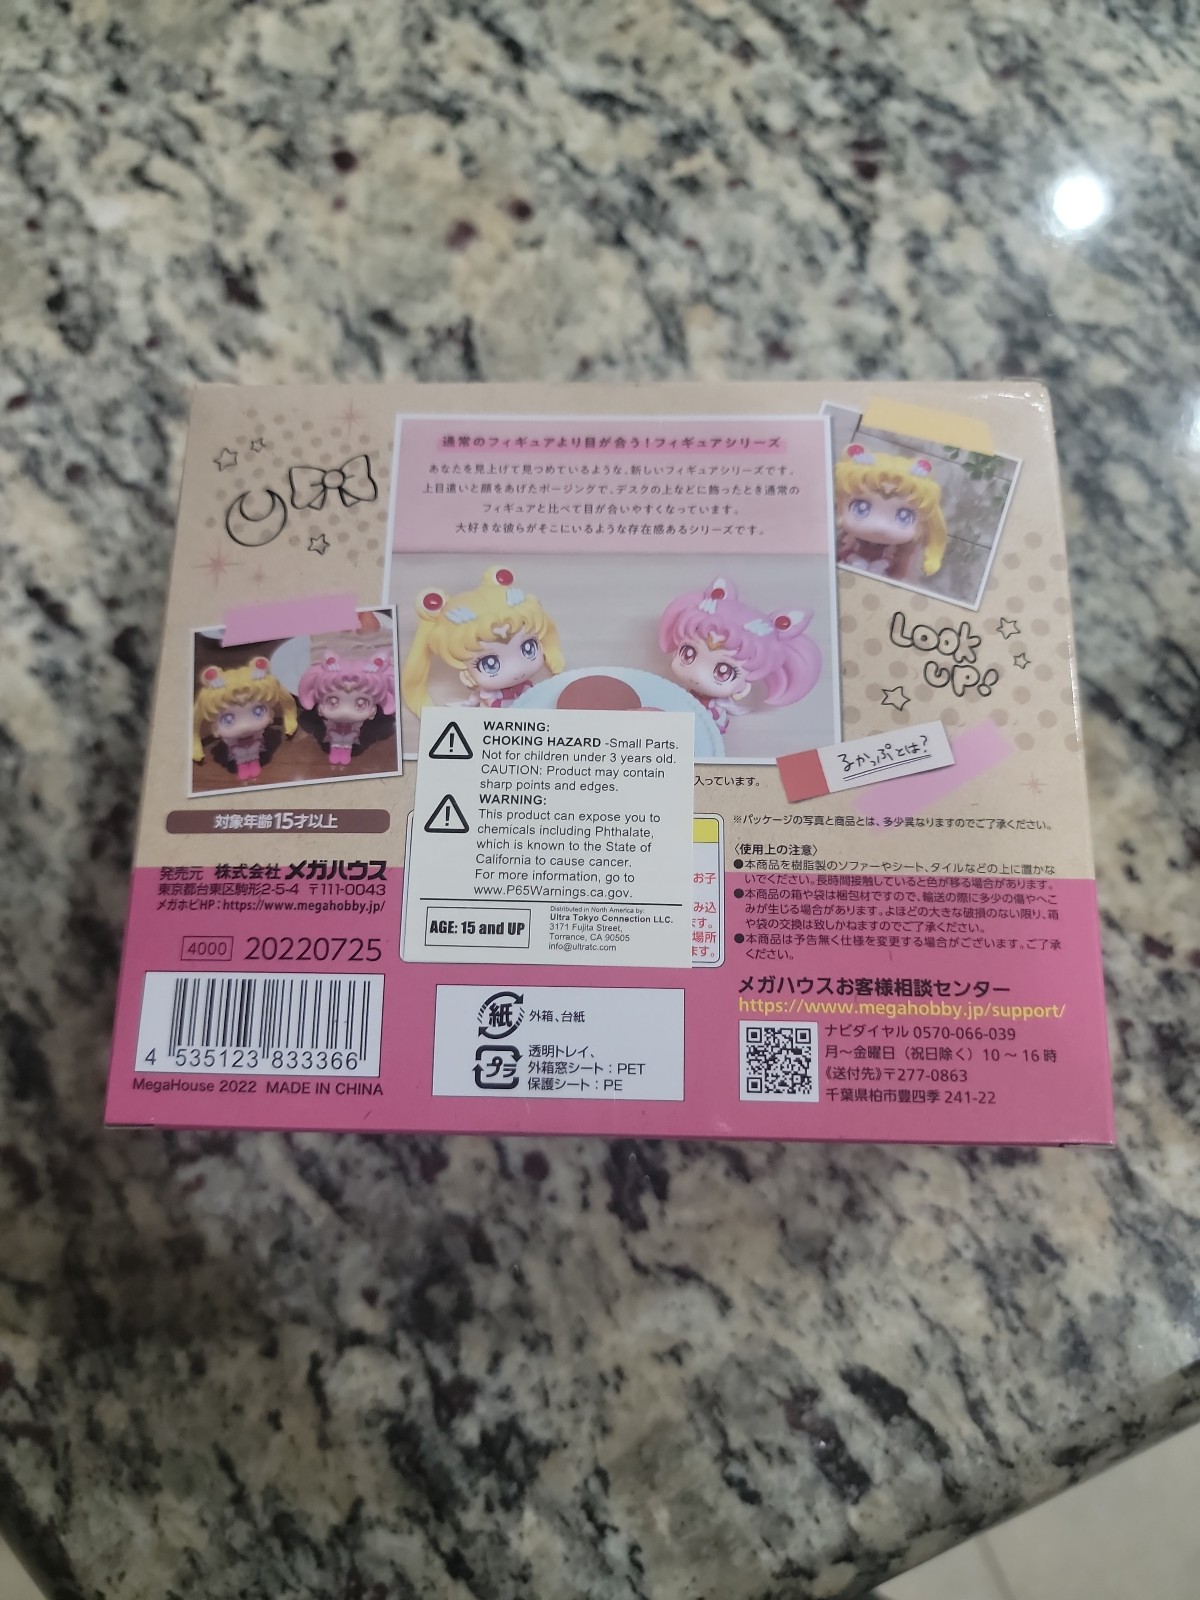 通常のフィギュアより目が合う！フィギュアシリーズ
あなたを見上げて見つめているような、新しいフィギュアシリーズです。
上目遣いと顔をあげたポージングで、デスクの上などに飾ったとき通常の
フィギュアと比べて目が合いやすくなっています。
大好きな彼らがそこにいるような存在感あるシリーズです。
Look
UP!
るかっぷとは?
入っています。
対象年齢15才以上
発売元 株式会社 メガハウス
東京都台東区駒形2-5-4 〒111-0043
メガホビHP：https://www.megahobby.jp/
4000 20220725
4 535123 833366
MegaHouse 2022 MADE IN CHINA
WARNING:
CHOKING HAZARD -Small Parts.
Not for children under 3 years old.
CAUTION: Product may contain
sharp points and edges.
WARNING:
This product can expose you to
chemicals including Phthalate,
which is known to the State of
California to cause cancer.
For more information, go to
www.P65Warnings.ca.gov.
AGE: 15 and UP
Distributed in North America by:
Ultra Tokyo Connection LLC.
3171 Fujita Street,
Torrance, CA 90505
info@ultratc.com
お子
み込
ます。
場所
ます。
紙 外箱、台紙
プラ 透明トレイ、
外箱窓シート：PET
保護シート：PE
※パッケージの写真と商品とは、多少異なりますのでご了承ください。
〈使用上の注意〉
●本商品を樹脂製のソファーやシート、タイルなどの上に置かな
いでください。長時間接触していると色が移る場合があります。
●本商品の箱や袋は梱包材ですので、輸送の際に多少の傷やへこ
みが生じる場合があります。よほどの大きな破損のない限り、箱
や袋の交換は致しかねますのでご了承ください。
●本商品は予告無く仕様を変更する場合がございます。ご了承
ください。
メガハウスお客様相談センター
https://www.megahobby.jp/support/
ナビダイヤル 0570-066-039
月〜金曜日（祝日除く）10 〜 16 時
《送付先》〒277-0863
千葉県柏市豊四季 241-22